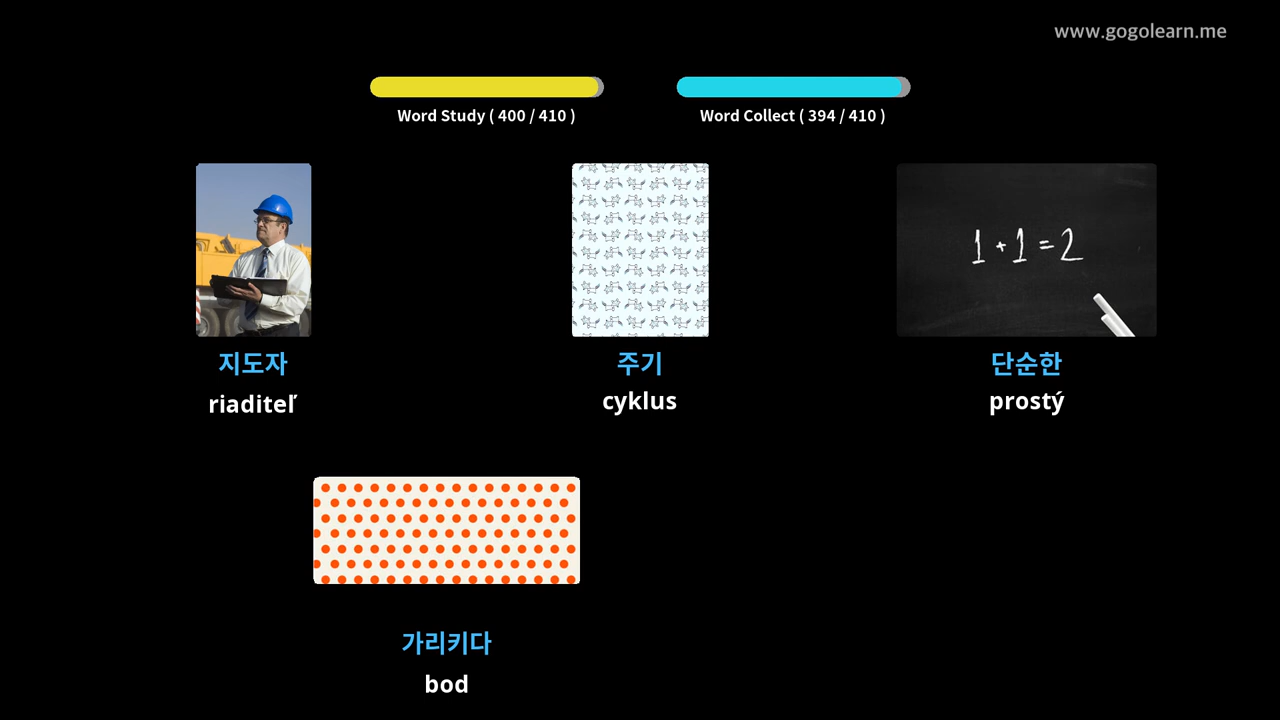 www.gogolearn.me
Word Study ( 400 / 410 )
Word Collect ( 394 / 410 )
1 + 1 = 2
지도자
주기
단순한
riaditeľ
cyklus
prostý
가리키다
bod